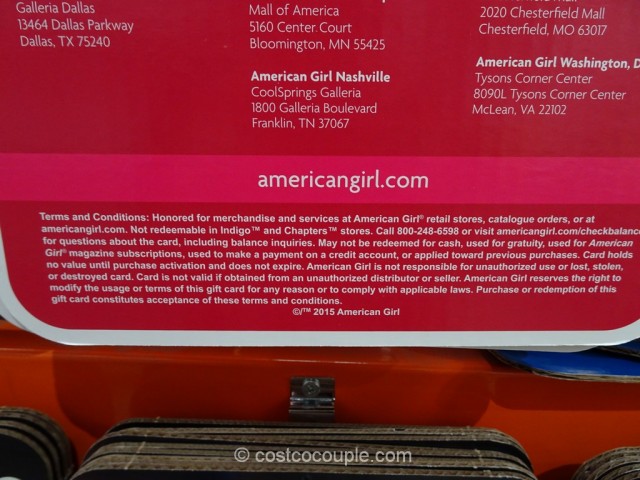 Galleria Dallas
13464 Dallas Parkway
Dallas, TX 75240
Mall of America
5160 Center Court
Bloomington, MN 55425
American Girl Nashville
CoolSprings Galleria
1800 Galleria Boulevard
Franklin, TN 37067
2020 Chesterfield Mall
Chesterfield, MO 63017
American Girl Washington, D
Tysons Corner Center
8090L Tysons Corner Center
McLean, VA 22102
americangirl.com
Terms and Conditions: Honored for merchandise and services at American Girl® retail stores, catalogue orders, or at
americangirl.com. Not redeemable in Indigo™ and Chapters™ stores. Call 800-248-6598 or visit americangirl.com/checkbalance
for questions about the card, including balance inquiries. May not be redeemed for cash, used for gratuity, used for American
Girl® magazine subscriptions, used to make a payment on a credit account, or applied toward previous purchases. Card holds
no value until purchase activation and does not expire. American Girl is not responsible for unauthorized use or lost, stolen,
or destroyed card. Card is not valid if obtained from an unauthorized distributor or seller. American Girl reserves the right to
modify the usage or terms of this gift card for any reason or to comply with applicable laws. Purchase or redemption of this
gift card constitutes acceptance of these terms and conditions.
©/™ 2015 American Girl
© costcocouple.com